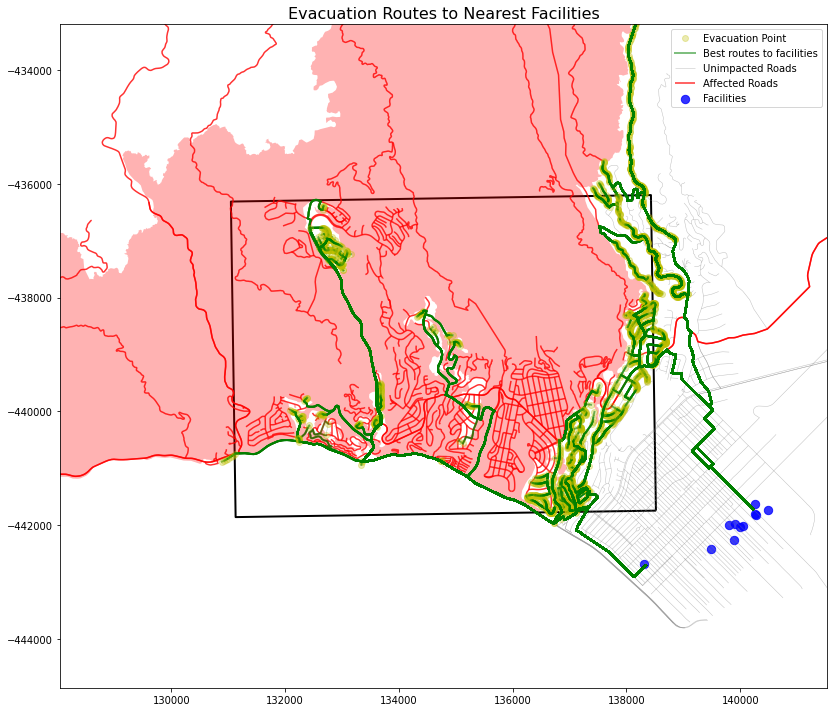 Evacuation Routes to Nearest Facilities
Evacuation Point
Best routes to facilities
Unimpacted Roads
Affected Roads
Facilities
−434000
−436000
−438000
−440000
−442000
−444000
130000 132000 134000 136000 138000 140000